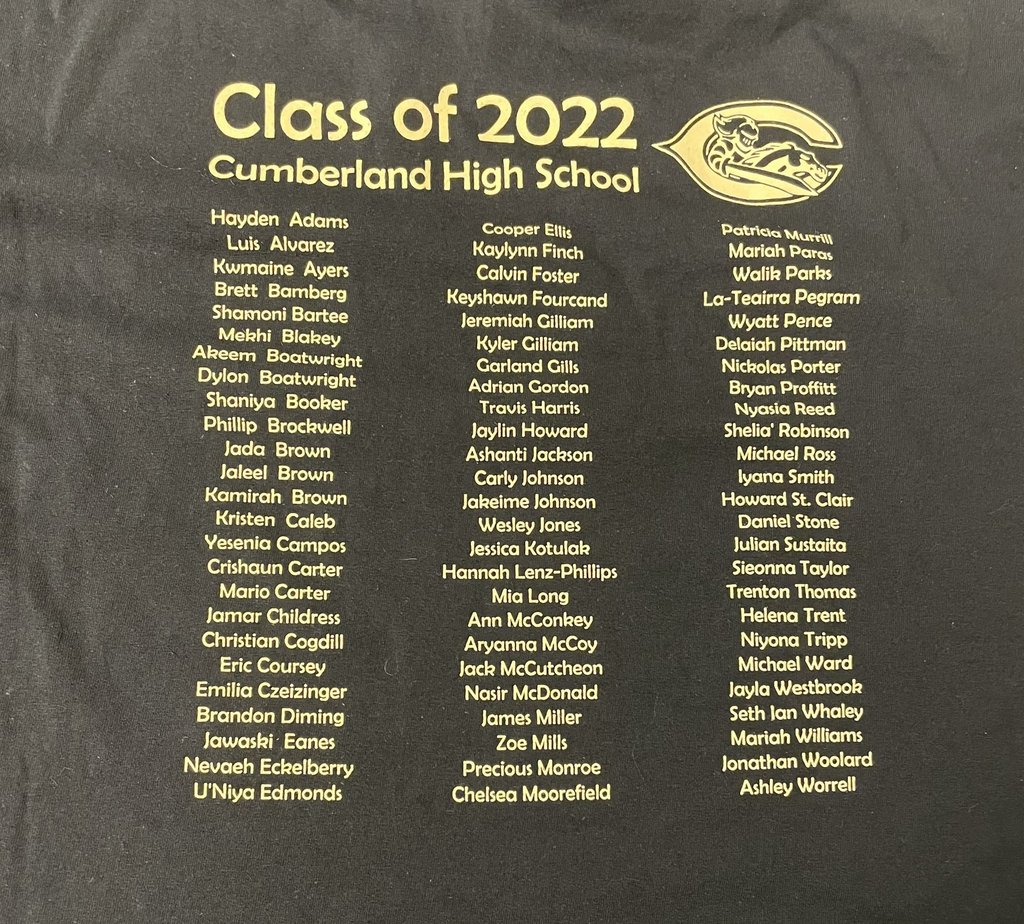 Class of 2022
Cumberland High School
Hayden Adams
Luis Alvarez
Kwmaine Ayers
Brett Bamberg
Shamoni Bartee
Mekhi Blakey
Akeem Boatwright
Dylon Boatwright
Shaniya Booker
Phillip Brockwell
Jada Brown
Jaleel Brown
Kamirah Brown
Kristen Caleb
Yesenia Campos
Crishaun Carter
Mario Carter
Jamar Childress
Christian Cogdill
Eric Coursey
Emilia Czeizinger
Brandon Diming
Jawaski Eanes
Nevaeh Eckelberry
U'Niya Edmonds
Cooper Ellis
Kaylynn Finch
Calvin Foster
Keyshawn Fourcand
Jeremiah Gilliam
Kyler Gilliam
Garland Gills
Adrian Gordon
Travis Harris
Jaylin Howard
Ashanti Jackson
Carly Johnson
Jakeime Johnson
Wesley Jones
Jessica Kotulak
Hannah Lenz-Phillips
Mia Long
Ann McConkey
Aryanna McCoy
Jack McCutcheon
Nasir McDonald
James Miller
Zoe Mills
Precious Monroe
Chelsea Moorefield
Patricia Murrill
Mariah Paras
Walik Parks
La-Teairra Pegram
Wyatt Pence
Delaiah Pittman
Nickolas Porter
Bryan Proffitt
Nyasia Reed
Shelia' Robinson
Michael Ross
Iyana Smith
Howard St. Clair
Daniel Stone
Julian Sustaita
Sieonna Taylor
Trenton Thomas
Helena Trent
Niyona Tripp
Michael Ward
Jayla Westbrook
Seth Ian Whaley
Mariah Williams
Jonathan Woolard
Ashley Worrell